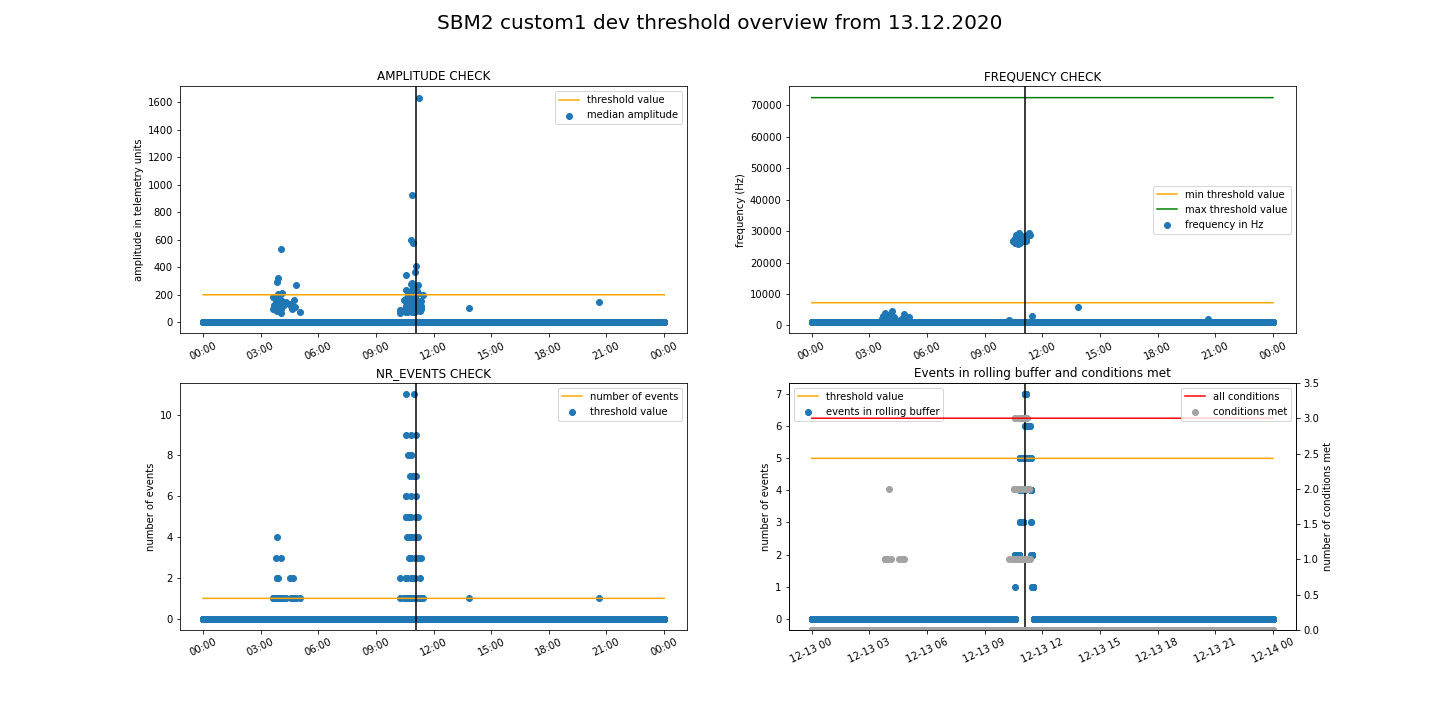 SBM2 custom1 dev threshold overview from 13.12.2020
AMPLITUDE CHECK
amplitude in telemetry units
1600
1400
1200
1000
800
600
400
200
0
threshold value
median amplitude
00:00 03:00 06:00 09:00 12:00 15:00 18:00 21:00 00:00
FREQUENCY CHECK
frequency (Hz)
70000
60000
50000
40000
30000
20000
10000
0
min threshold value
max threshold value
frequency in Hz
00:00 03:00 06:00 09:00 12:00 15:00 18:00 21:00 00:00
NR_EVENTS CHECK
number of events
10
8
6
4
2
0
number of events
threshold value
00:00 03:00 06:00 09:00 12:00 15:00 18:00 21:00 00:00
Events in rolling buffer and conditions met
number of events
7
6
5
4
3
2
1
0
threshold value
events in rolling buffer
all conditions
conditions met
3.5
3.0
2.5
2.0
1.5
1.0
0.5
0.0
number of conditions met
12-13 00 12-13 03 12-13 06 12-13 09 12-13 12 12-13 15 12-13 18 12-13 21 12-14 00